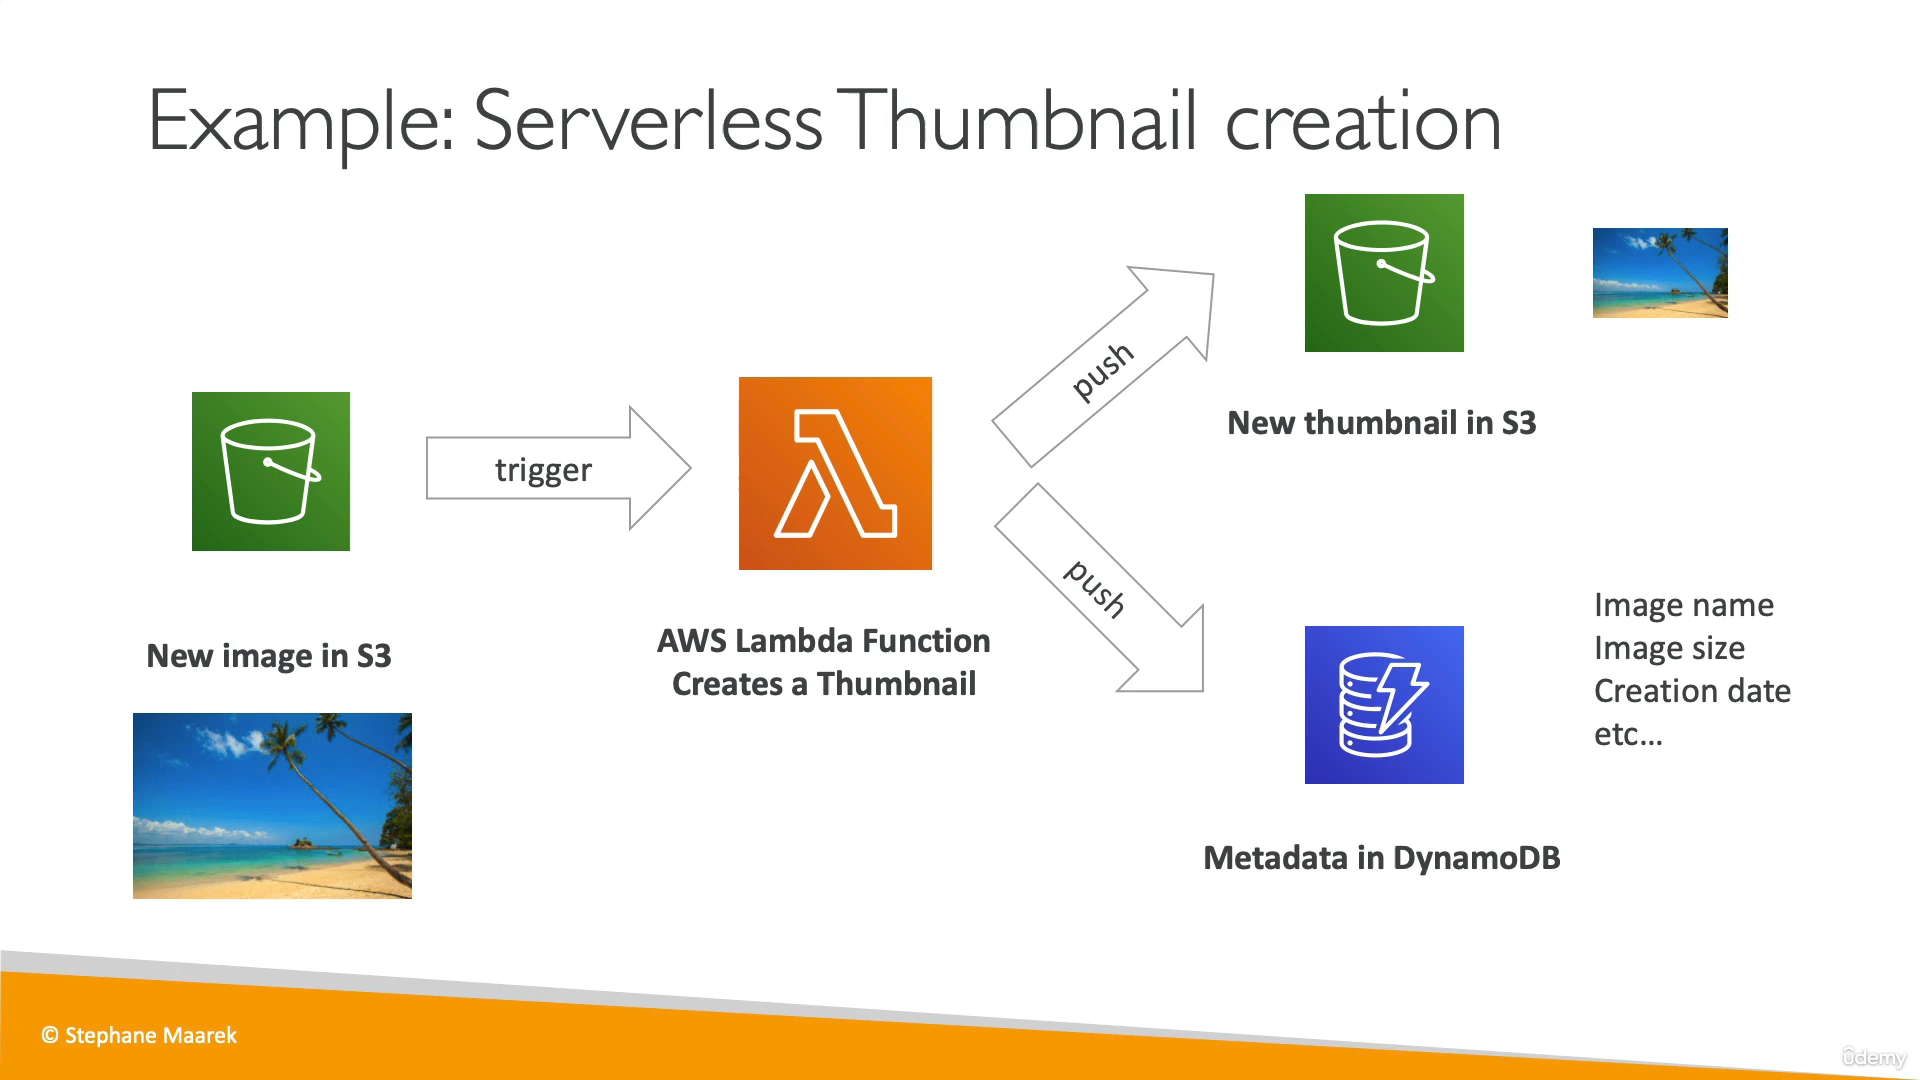 Example: Serverless Thumbnail creation
trigger
push
push
New image in S3
AWS Lambda Function
Creates a Thumbnail
New thumbnail in S3
Image name
Image size
Creation date
etc...
Metadata in DynamoDB
© Stephane Maarek
ûdemy